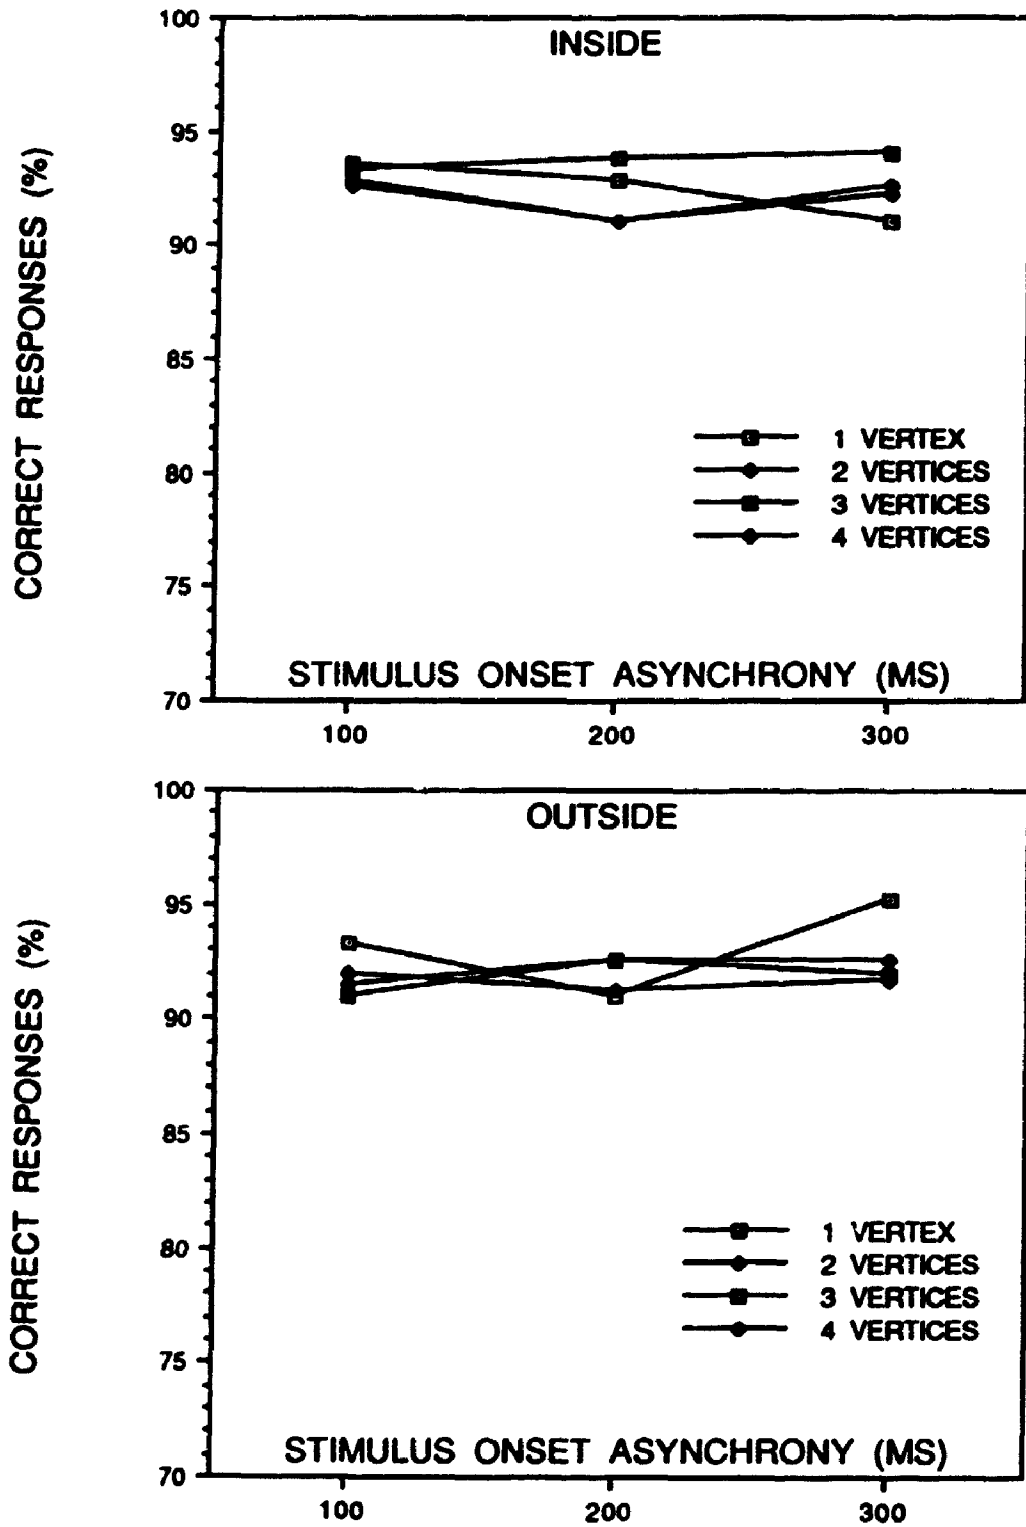 100
INSIDE
95
90
85
80
75
70
CORRECT RESPONSES (%)
1 VERTEX
2 VERTICES
3 VERTICES
4 VERTICES
STIMULUS ONSET ASYNCHRONY (MS)
100 200 300
100
OUTSIDE
95
90
85
80
75
70
CORRECT RESPONSES (%)
1 VERTEX
2 VERTICES
3 VERTICES
4 VERTICES
STIMULUS ONSET ASYNCHRONY (MS)
100 200 300